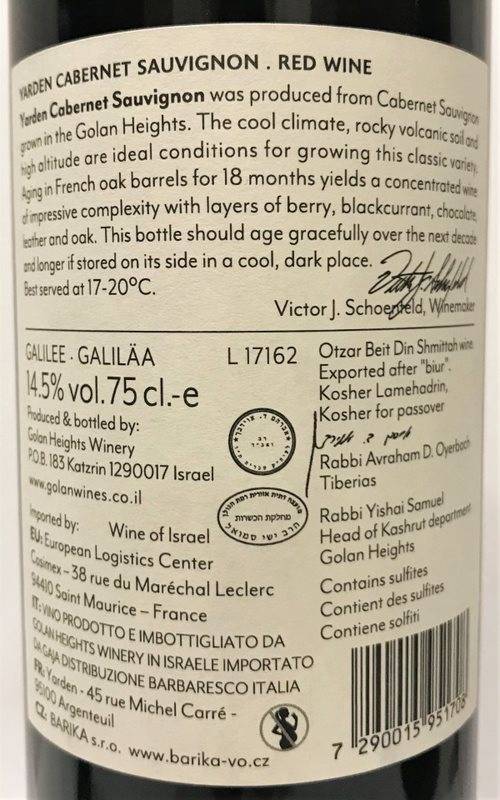 YARDEN CABERNET SAUVIGNON . RED WINE
Yarden Cabernet Sauvignon was produced from Cabernet Sauvignon
grown in the Golan Heights. The cool climate, rocky volcanic soil and
high altitude are ideal conditions for growing this classic variety.
Aging in French oak barrels for 18 months yields a concentrated wine
of impressive complexity with layers of berry, blackcurrant, chocolate,
leather and oak. This bottle should age gracefully over the next decade
and longer if stored on its side in a cool, dark place.
Best served at 17-20°C.
Victor J. Schoenfeld, Winemaker
GALILEE . GALILÄA
L 17162
14.5% vol. 75 cl.-e
Produced & bottled by:
Golan Heights Winery
P.O.B. 183 Katzrin 1290017 Israel
www.golanwines.co.il
Imported by:
Wine of Israel
EU: European Logistics Center
Cosimex – 38 rue du Maréchal Leclerc
94410 Saint Maurice – France
IT: VINO PRODOTTO E IMBOTTIGLIATO DA
GOLAN HEIGHTS WINERY IN ISRAELE IMPORTATO
DA GAJA DISTRIBUZIONE BARBARESCO ITALIA
FR: Yarden - 45 rue Michel Carré -
95100 Argenteuil
CZ: BARIKA s.r.o. www.barika-vo.cz
Otzar Beit Din Shmittah wine.
Exported after "biur".
Kosher Lamehadrin,
Kosher for passover
Rabbi Avraham D. Oyerbach
Tiberias
Rabbi Yishai Samuel
Head of Kashrut department
Golan Heights
Contains sulfites
Contient des sulfites
Contiene solfiti
רב
ומו"צ
מחלקת הכשרות
הרב ישי סמואל
7 290015 951708